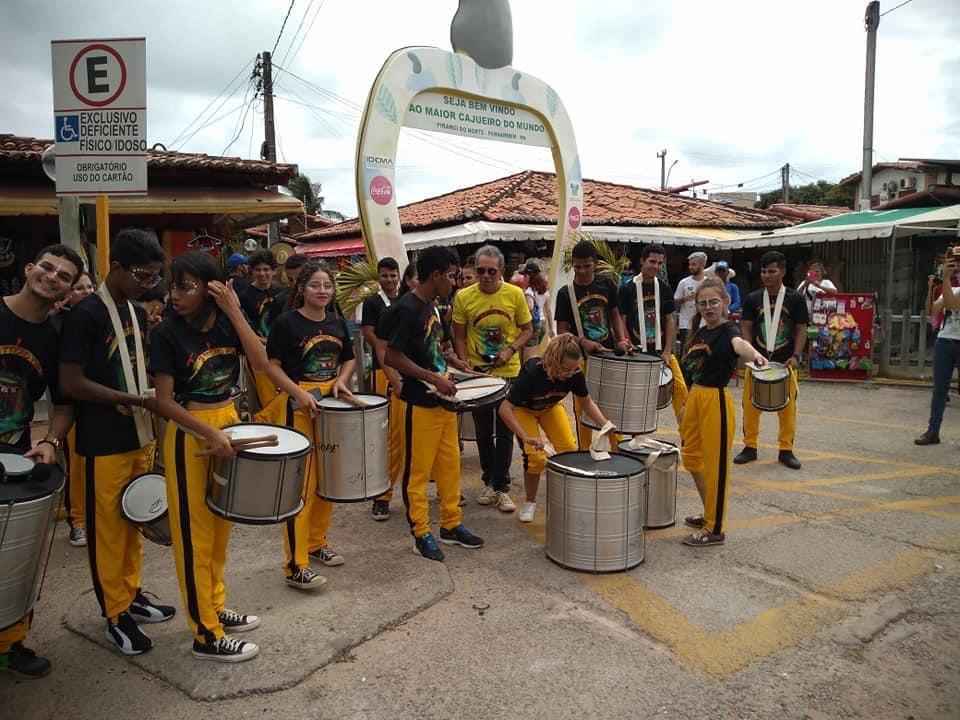 E
EXCLUSIVO
DEFICIENTE
FÍSICO/IDOSO
OBRIGATÓRIO
USO DO CARTÃO
SEJA BEM VINDO
AO MAIOR CAJUEIRO DO MUNDO
PIRANGI DO NORTE - PARNAMIRIM - RN
IDEMA
Coca-Cola